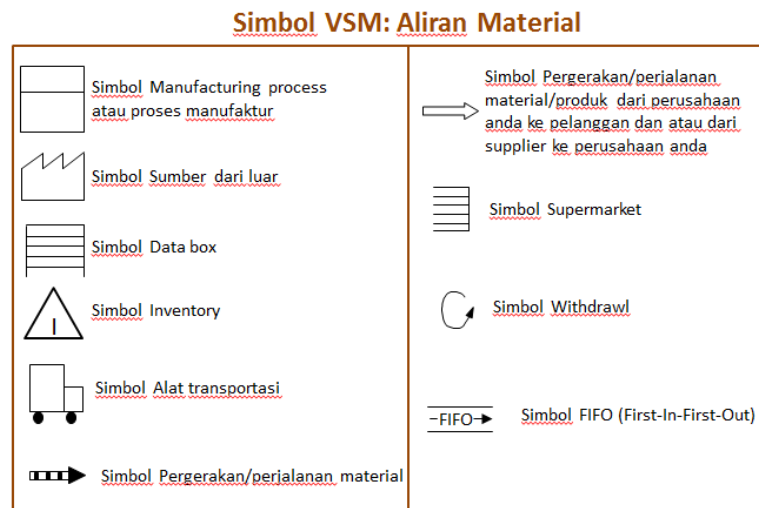 Simbol VSM: Aliran Material
Simbol Manufacturing process
atau proses manufaktur
Simbol Sumber dari luar
Simbol Data box
I
Simbol Inventory
Simbol Alat transportasi
Simbol Pergerakan/perjalanan material
Simbol Pergerakan/perjalanan
material/produk dari perusahaan
anda ke pelanggan dan atau dari
supplier ke perusahaan anda
Simbol Supermarket
Simbol Withdrawl
FIFO
Simbol FIFO (First-In-First-Out)